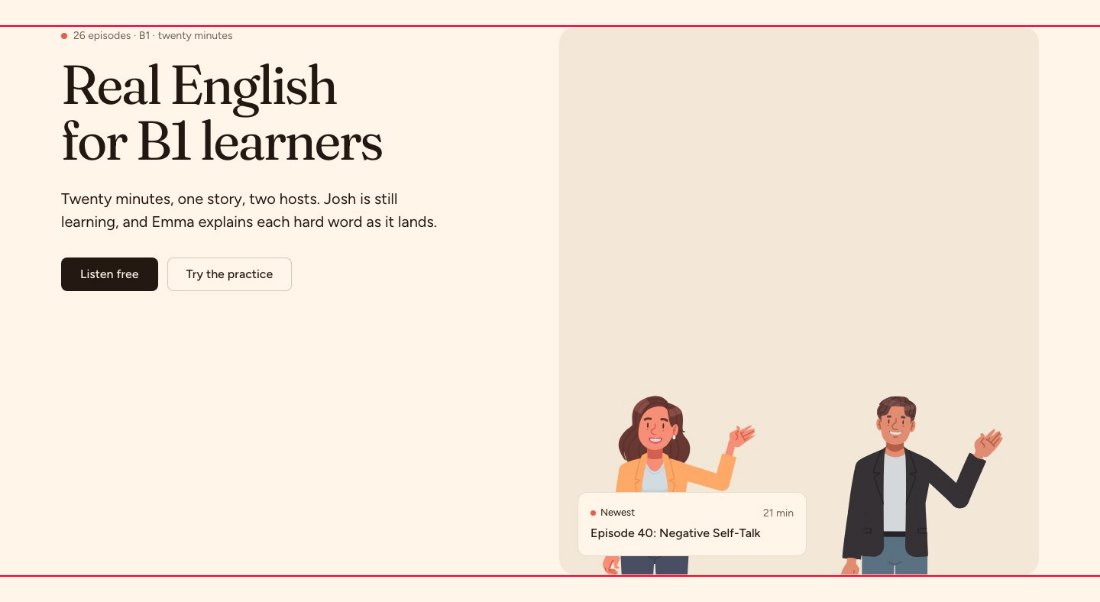 26 episodes · B1 · twenty minutes
Real English
for B1 learners
Twenty minutes, one story, two hosts. Josh is still
learning, and Emma explains each hard word as it lands.
Listen free
Try the practice
Newest
21 min
Episode 40: Negative Self-Talk